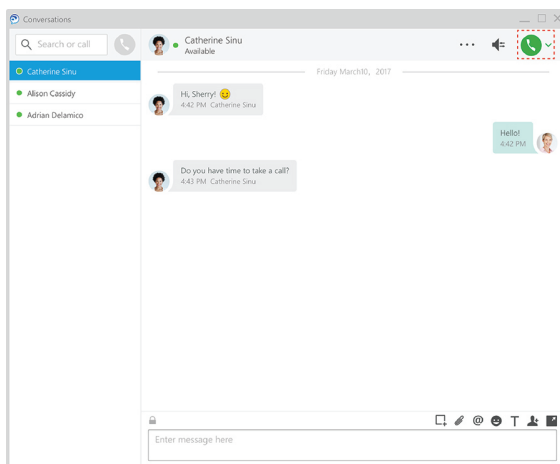 Conversations
Search or call
Catherine Sinu
Available
Catherine Sinu
Alison Cassidy
Adrian Delamico
Friday March10, 2017
Hi, Sherry!
4:42 PM Catherine Sinu
Hello!
4:42 PM
Do you have time to take a call?
4:43 PM Catherine Sinu
@ T
Enter message here